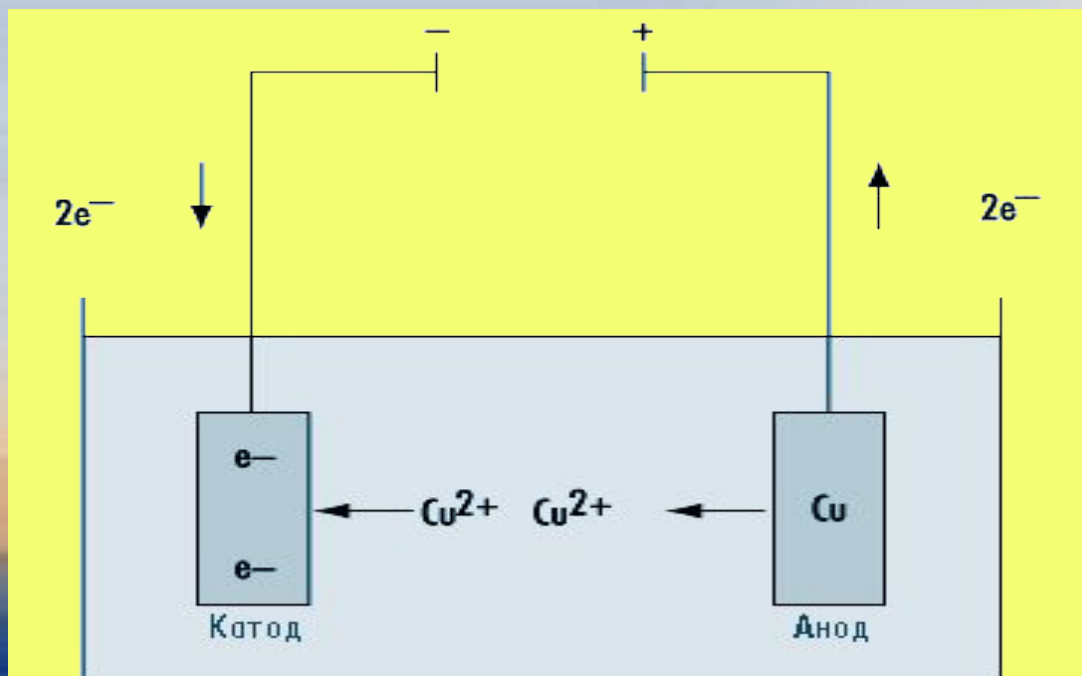 — +
2e— 2e—
e—
Cu2+ Cu2+ Cu
e—
Катод Анод